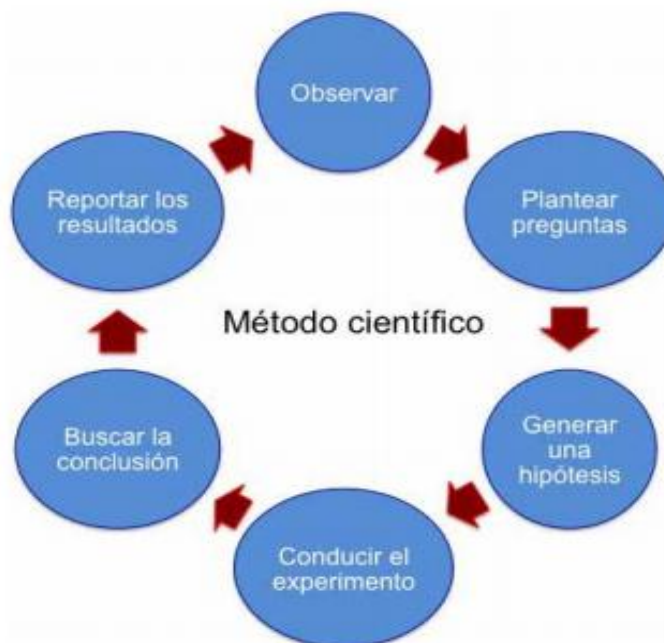 Observar
Plantear
preguntas
Generar
una
hipótesis
Conducir el
experimento
Buscar la
conclusión
Reportar los
resultados
Método científico